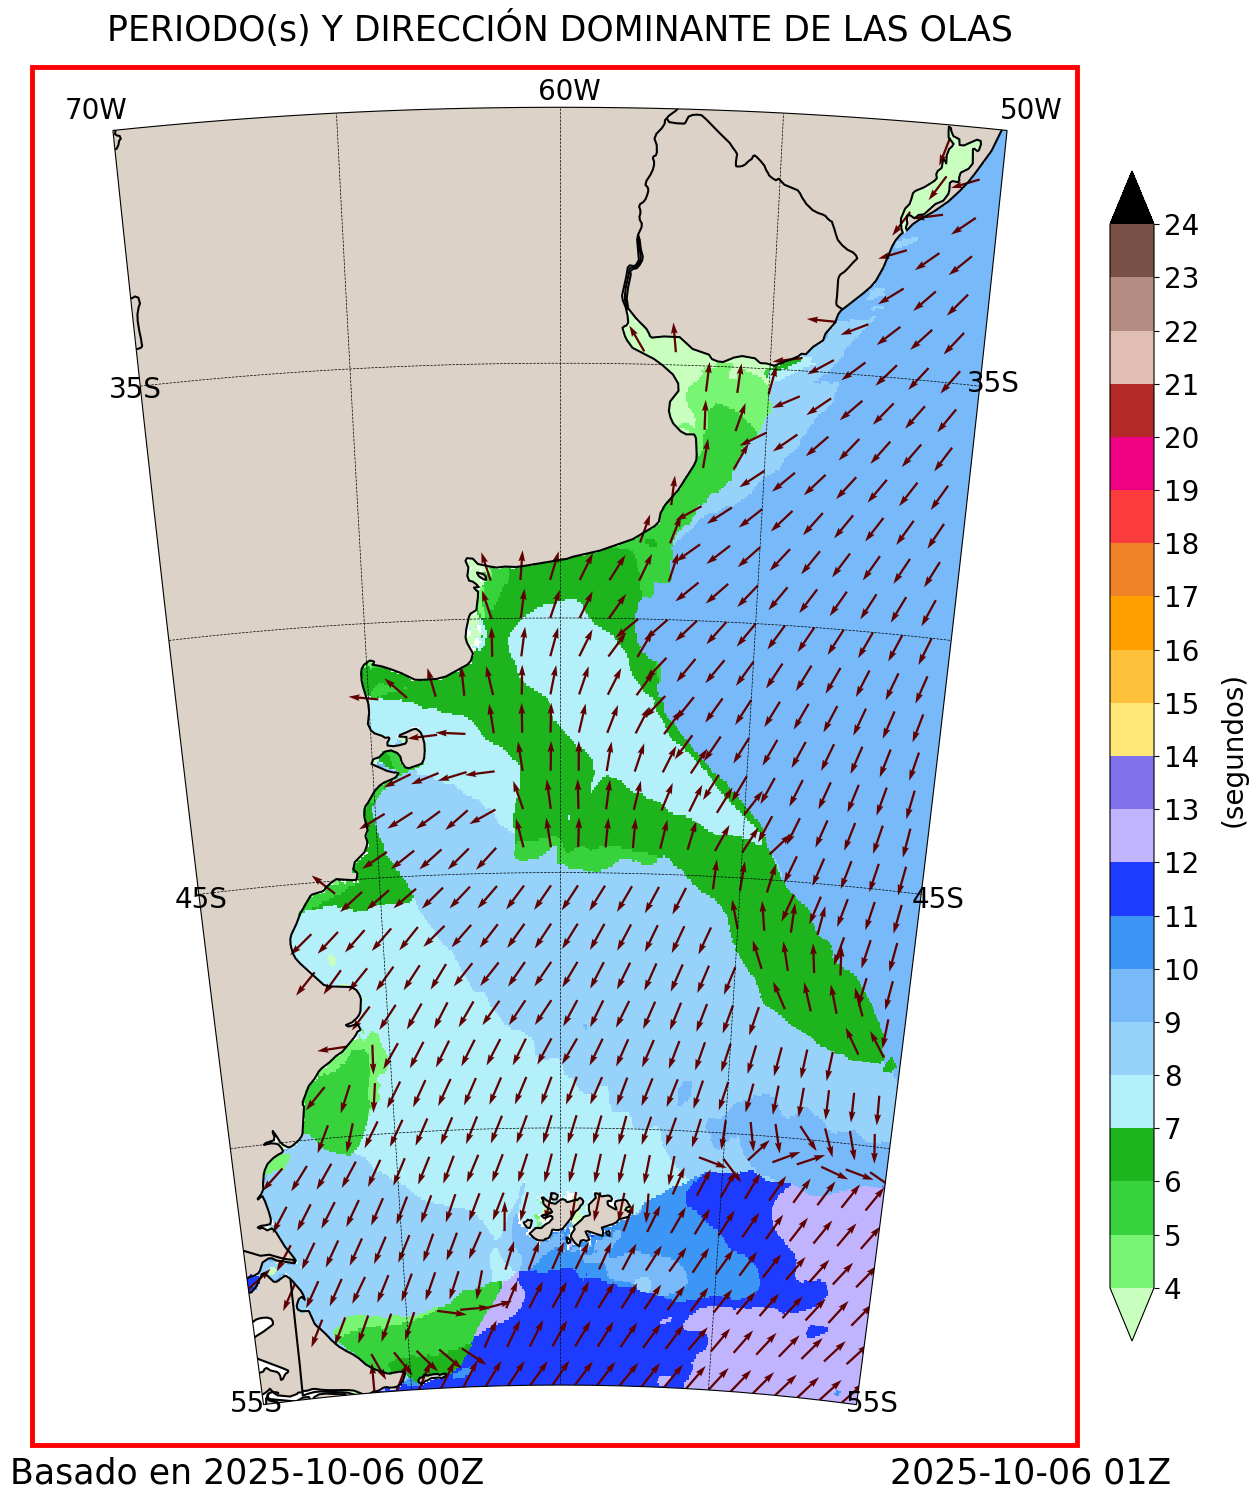 PERIODO(s) Y DIRECCIÓN DOMINANTE DE LAS OLAS
70W
60W
50W
35S
35S
45S
45S
55S
55S
24
23
22
21
20
19
18
17
16
15
14
13
12
11
10
9
8
7
6
5
4
(segundos)
Basado en 2025-10-06 00Z
2025-10-06 01Z